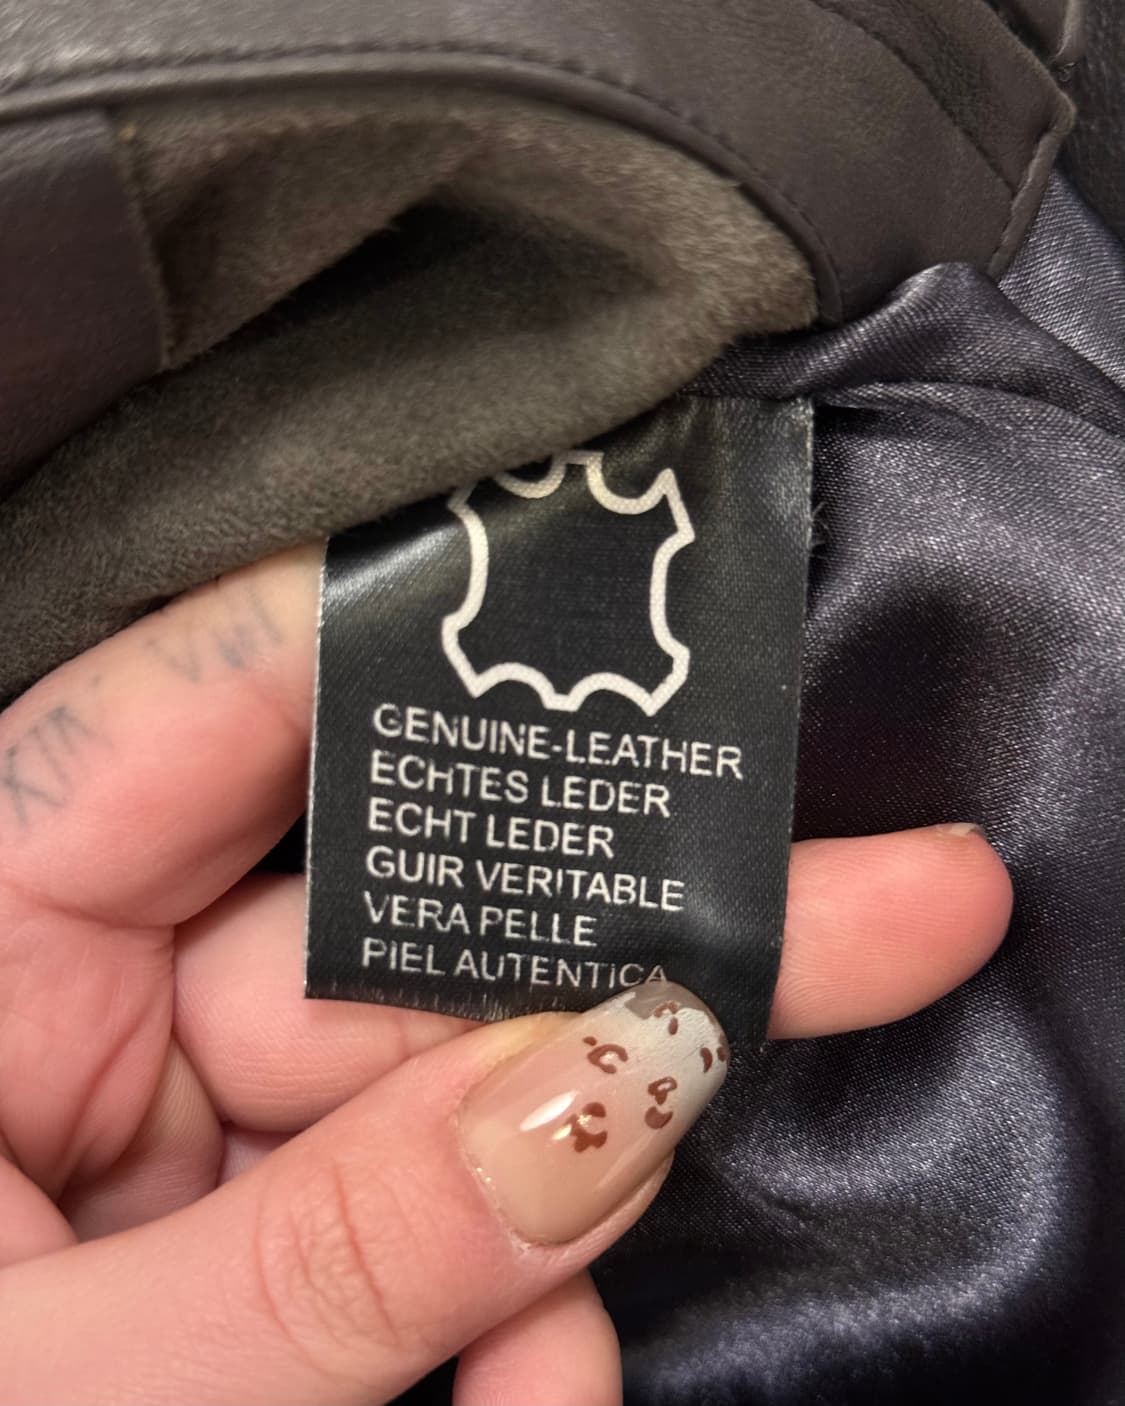 GENUINE-LEATHER
ECHTES LEDER
ECHT LEDER
GUIR VERITABLE
VERA PELLE
PIEL AUTENTICA